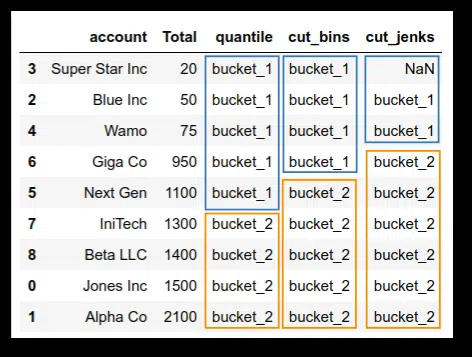 account Total quantile cut_bins cut_jenks
3 Super Star Inc 20 bucket_1 bucket_1 NaN
2 Blue Inc 50 bucket_1 bucket_1 bucket_1
4 Wamo 75 bucket_1 bucket_1 bucket_1
6 Giga Co 950 bucket_1 bucket_1 bucket_2
5 Next Gen 1100 bucket_1 bucket_2 bucket_2
7 IniTech 1300 bucket_2 bucket_2 bucket_2
8 Beta LLC 1400 bucket_2 bucket_2 bucket_2
0 Jones Inc 1500 bucket_2 bucket_2 bucket_2
1 Alpha Co 2100 bucket_2 bucket_2 bucket_2